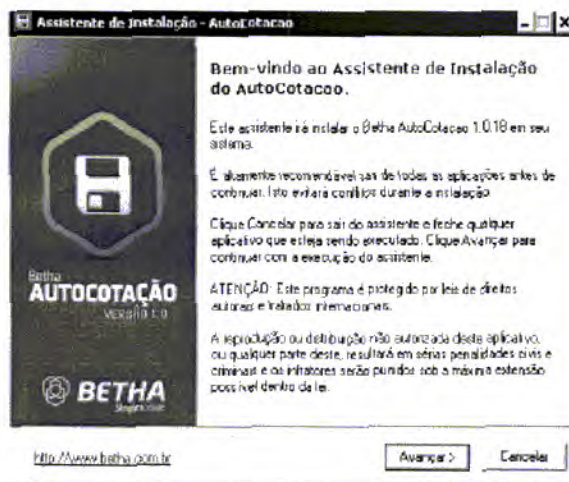 Assistente de Instalação - AutoCotacao
Bem-vindo ao Assistente de Instalação
do AutoCotacao.
Este assistente irá instalar o Betha AutoCotacao 1.0.18 em seu
sistema.
É altamente recomendável sair de todas as aplicações antes de
continuar. Isto evitará conflitos durante a instalação.
Clique Cancelar para sair do assistente e feche qualquer
aplicativo que esteja sendo executado. Clique Avançar para
continuar com a execução do assistente.
ATENÇÃO: Este programa é protegido por leis de direitos
autorais e tratados internacionais.
A reprodução ou distribuição não autorizada deste aplicativo,
ou qualquer parte deste, resultará em sérias penalidades civis e
criminais e os infratores serão punidos sob a máxima extensão
possível dentro da lei.
Betha
AUTOCOTAÇÃO
VERSÃO 1.0
BETHA
http://www.betha.com.br
Avançar >
Cancelar